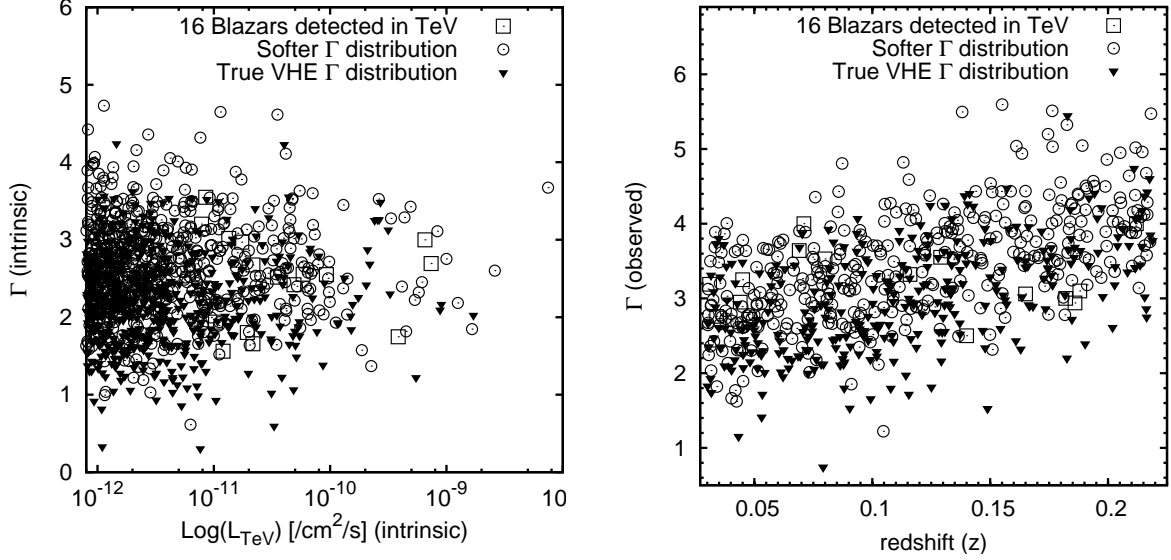 16 Blazars detected in TeV
Softer Γ distribution
True VHE Γ distribution
Γ (intrinsic)
6
5
4
3
2
1
0
10^-12
10^-11
10^-10
10^-9
10
Log(L_TeV) [/cm^2/s] (intrinsic)
16 Blazars detected in TeV
Softer Γ distribution
True VHE Γ distribution
Γ (observed)
6
5
4
3
2
1
0.05
0.1
0.15
0.2
redshift (z)